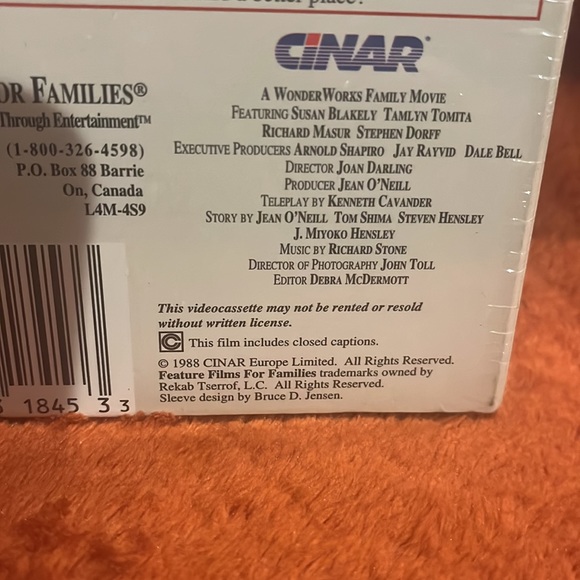 a better place?
CINAR®
OR FAMILIES®
Through Entertainment™
(1-800-326-4598)
P.O. Box 88 Barrie
On, Canada
L4M-4S9
A WONDERWORKS FAMILY MOVIE
FEATURING SUSAN BLAKELY TAMLYN TOMITA
RICHARD MASUR STEPHEN DORFF
EXECUTIVE PRODUCERS ARNOLD SHAPIRO JAY RAYVID DALE BELL
DIRECTOR JOAN DARLING
PRODUCER JEAN O'NEILL
TELEPLAY BY KENNETH CAVANDER
STORY BY JEAN O'NEILL TOM SHIMA STEVEN HENSLEY
J. MIYOKO HENSLEY
MUSIC BY RICHARD STONE
DIRECTOR OF PHOTOGRAPHY JOHN TOLL
EDITOR DEBRA MCDERMOTT
This videocassette may not be rented or resold
without written license.
This film includes closed captions.
© 1988 CINAR Europe Limited. All Rights Reserved.
Feature Films For Families trademarks owned by
Rekab Tserrof, L.C. All Rights Reserved.
Sleeve design by Bruce D. Jensen.
1845 3 3